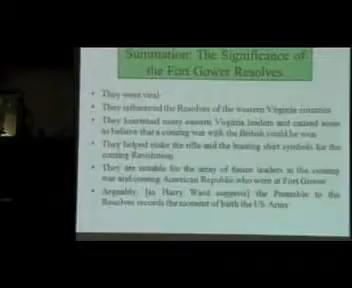 Summation: The Significance of
the Fort Gower Resolves
They went viral
They influenced the Resolves of the western Virginia counties
They heartened many eastern Virginia leaders and caused some
to believe that a coming war with the British could be won
They helped make the rifle and the hunting shirt symbols for the
coming Revolution
They are notable for the array of future leaders in the coming
war and coming American Republic who were at Fort Gower
Arguably, [as Harry Ward suggests] the Preamble to the
Resolves records the moment of birth the US Army